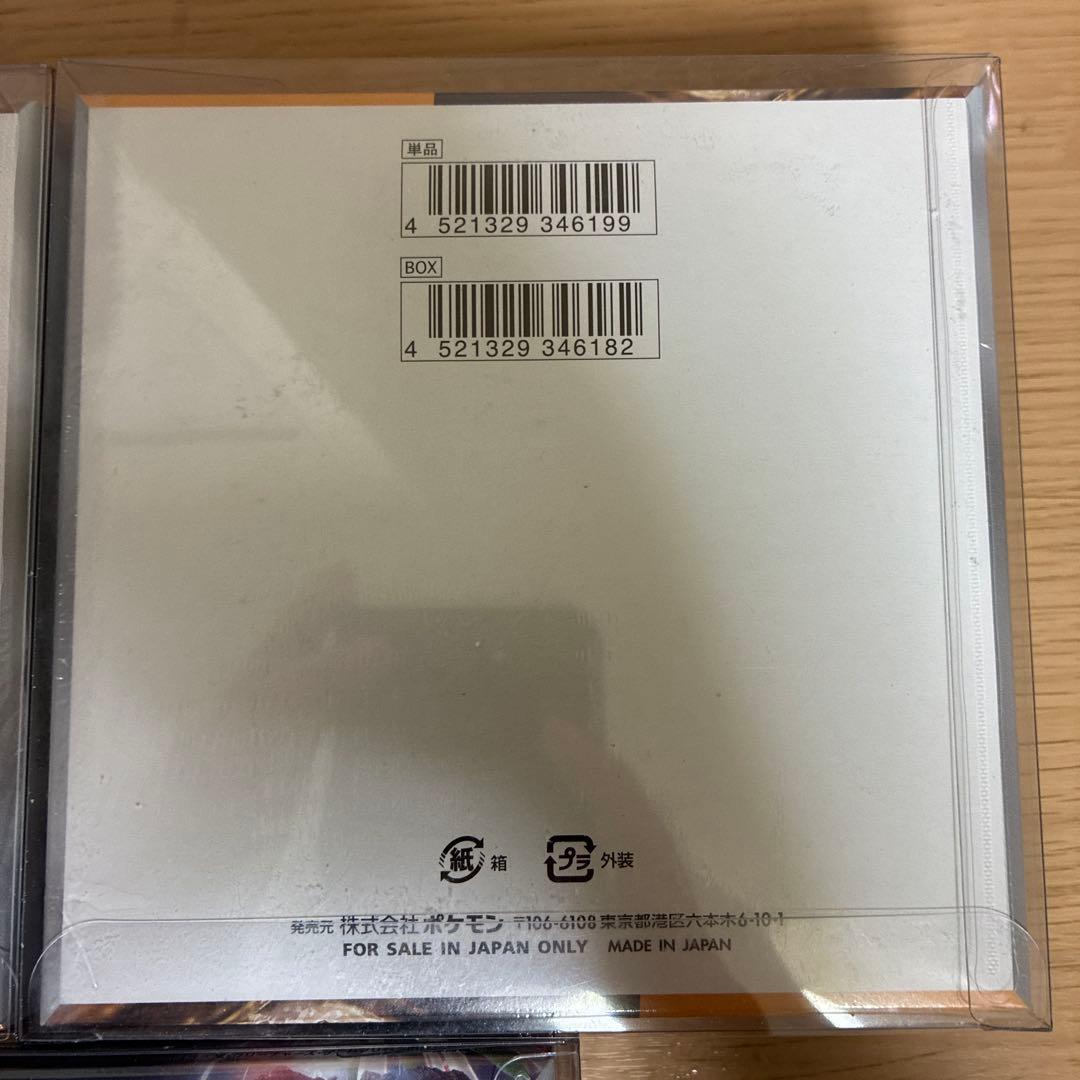 単品
4 521329 346199
BOX
4 521329 346182
紙 箱 プラ 外装
発売元 株式会社ポケモン 〒106-6108 東京都港区六本木6-10-1
FOR SALE IN JAPAN ONLY MADE IN JAPAN